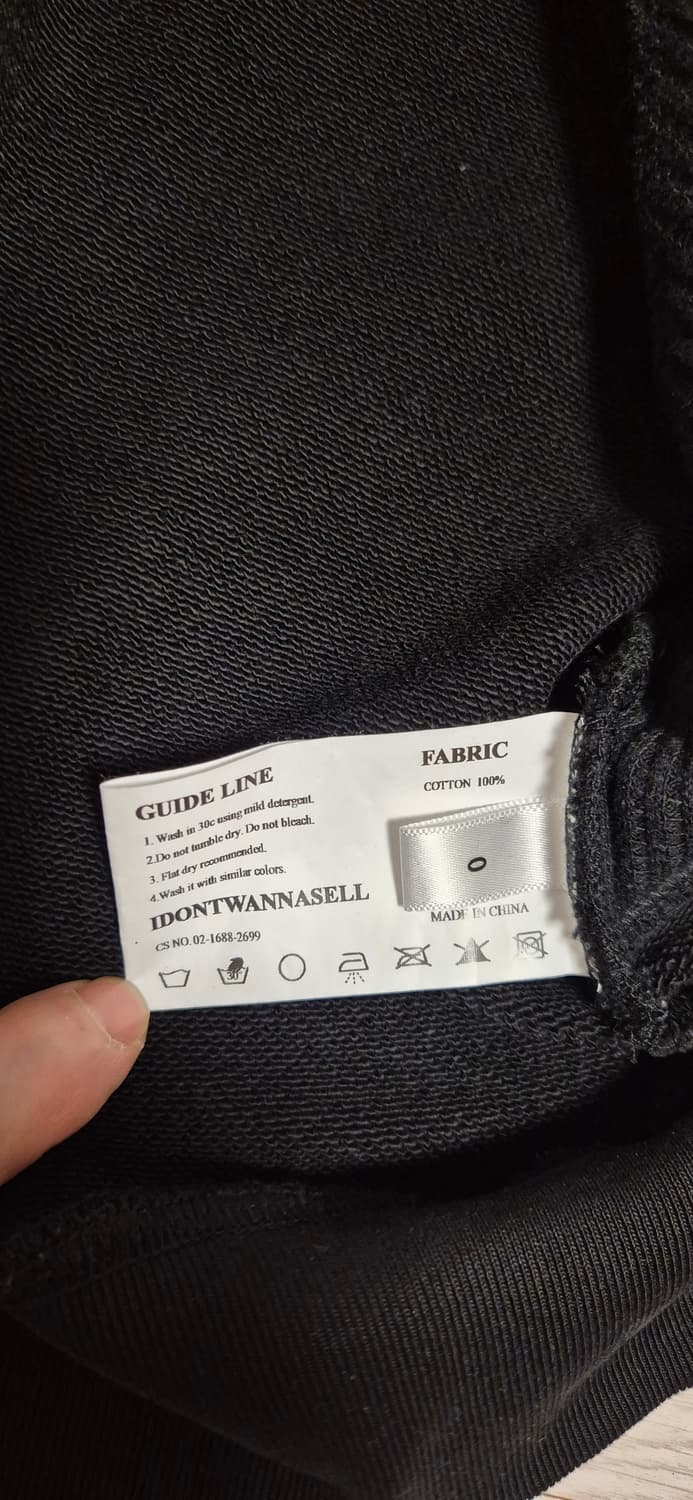 GUIDE LINE
1. Wash in 30c using mild detergent.
2.Do not tumble dry. Do not bleach.
3. Flat dry recommended.
4.Wash it with similar colors.
IDONTWANNASELL
CS NO. 02-1688-2699
30°
FABRIC
COTTON 100%
0
MADE IN CHINA